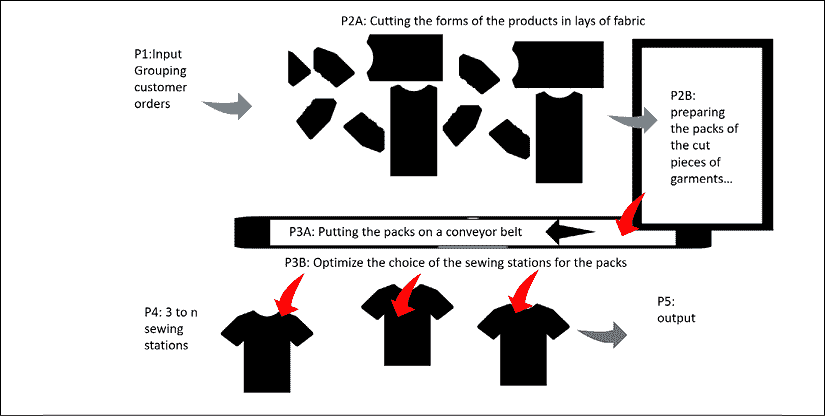 P2A: Cutting the forms of the products in lays of fabric
P1:Input
Grouping
customer
orders
P2B:
preparing
the packs of
the cut
pieces of
garments...
P3A: Putting the packs on a conveyor belt
P3B: Optimize the choice of the sewing stations for the packs
P4: 3 to n
sewing
stations
P5:
output